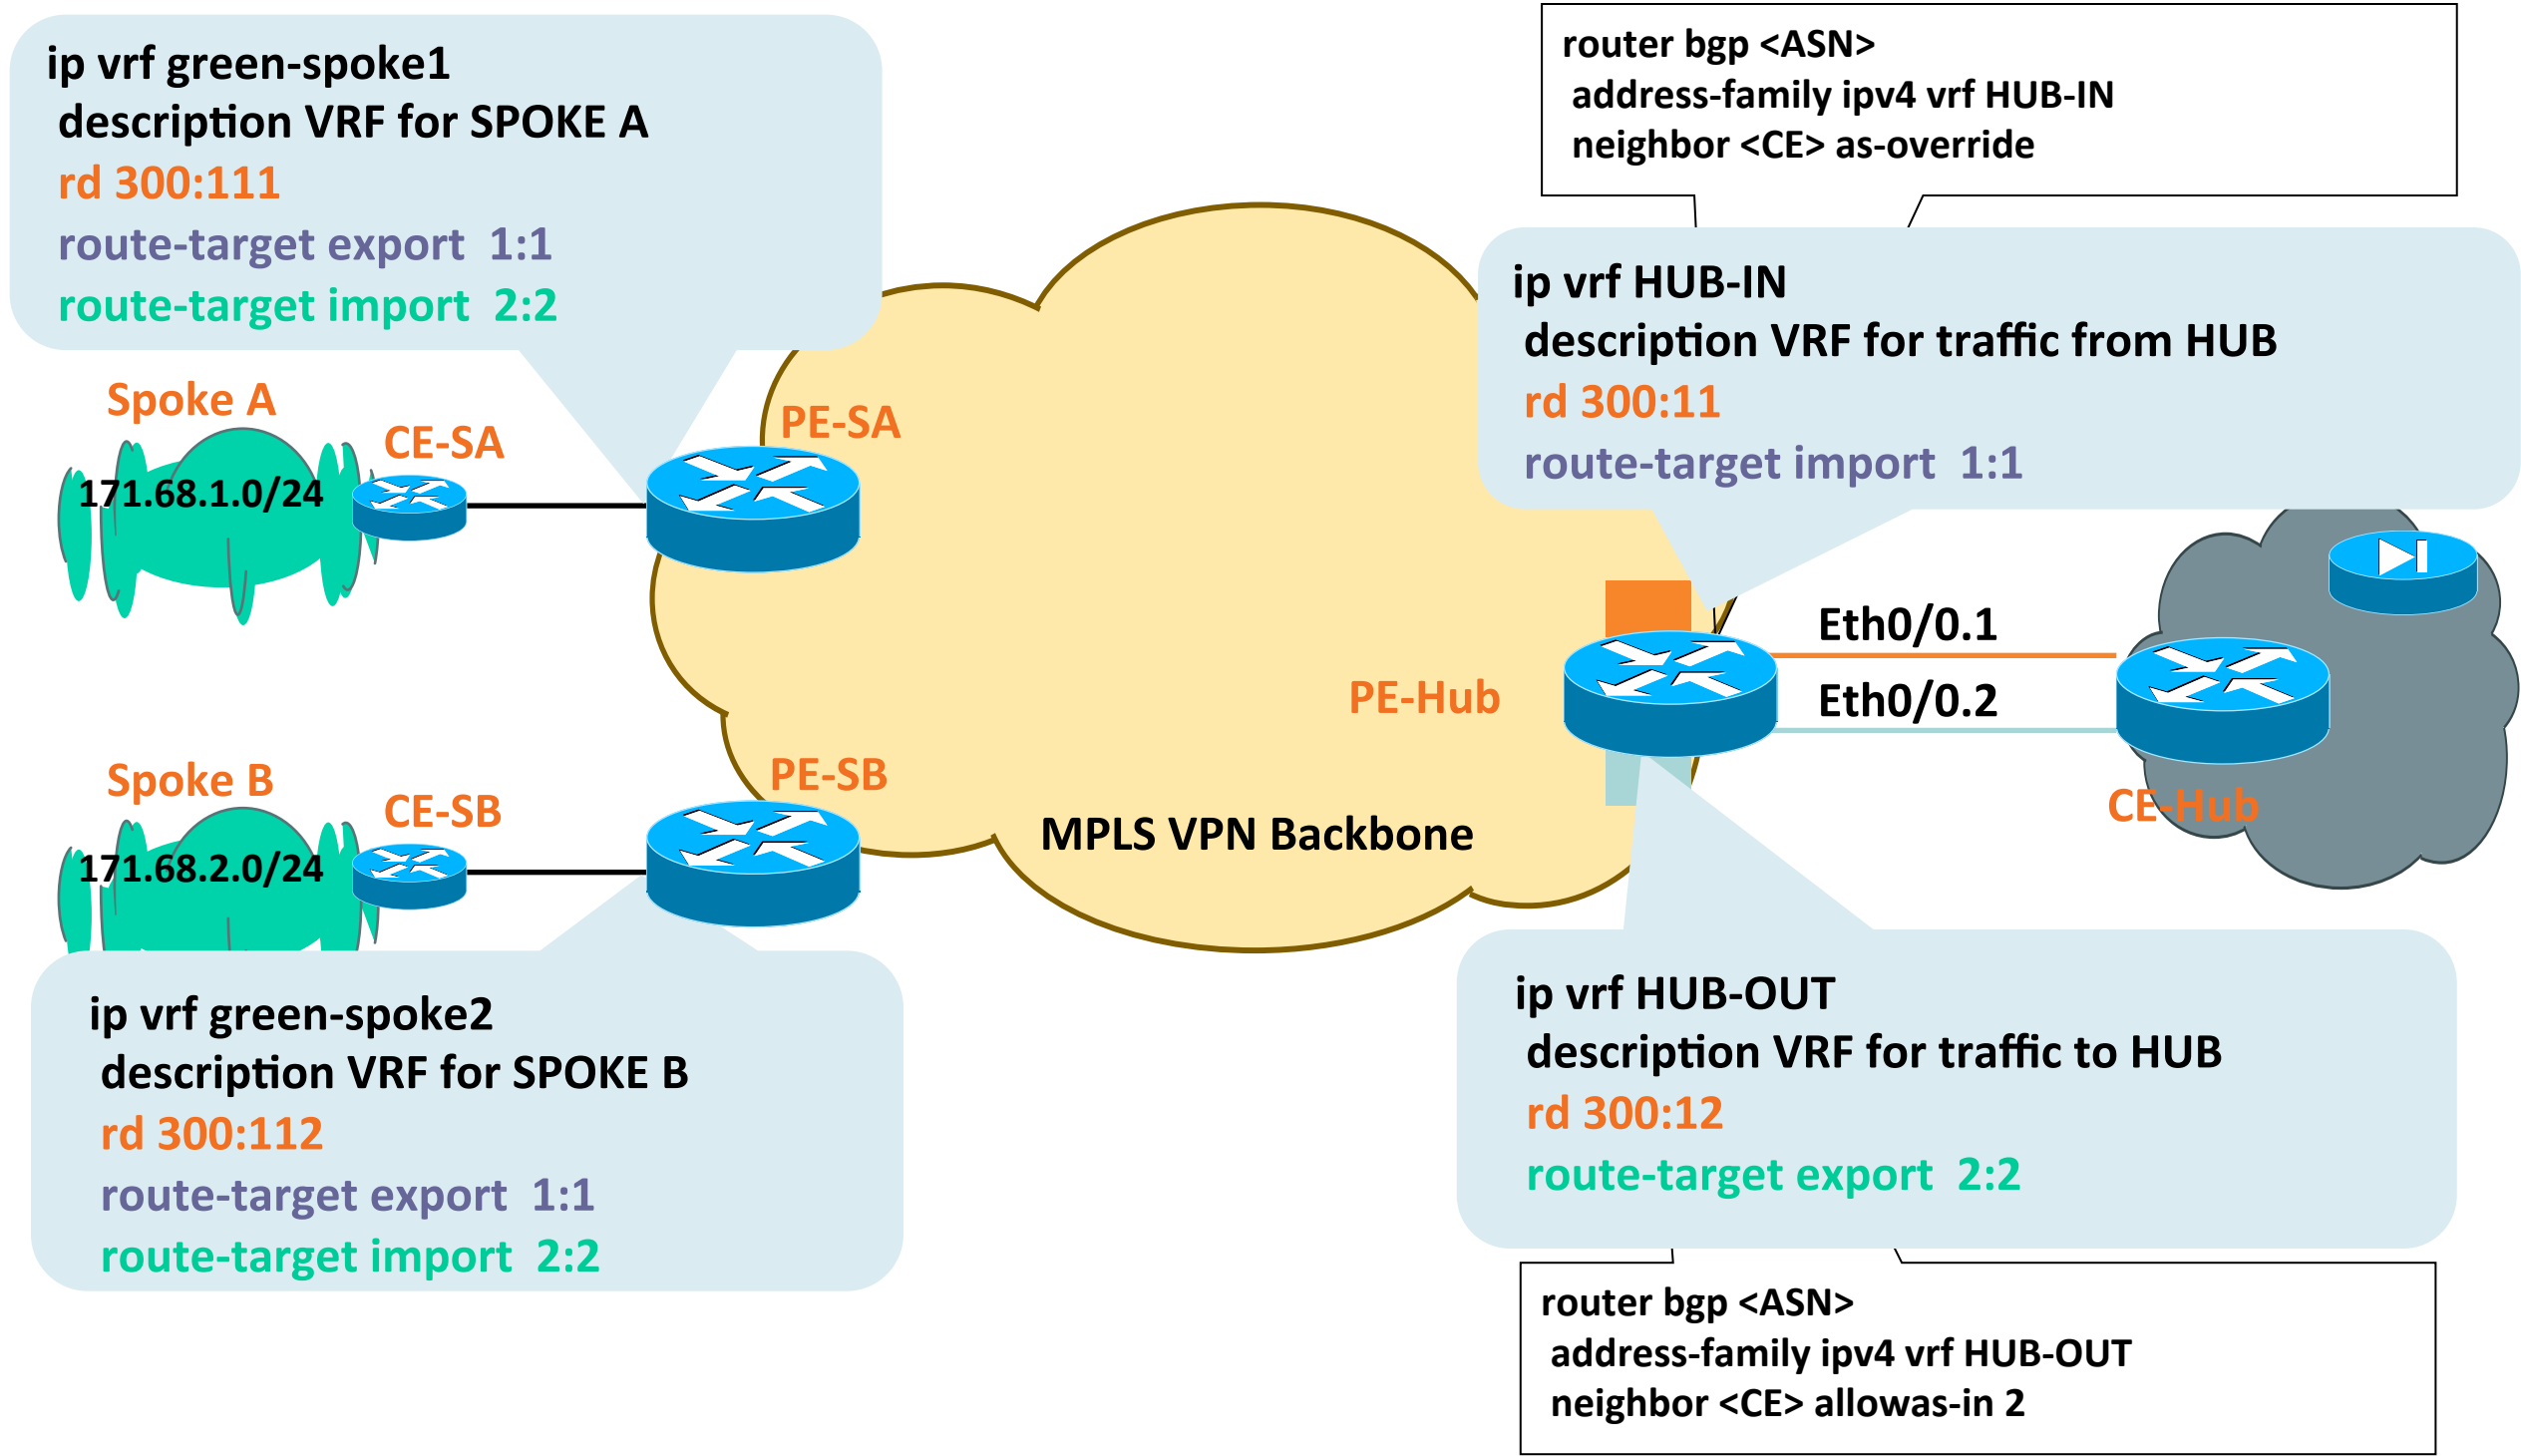 ip vrf green-spoke1
description VRF for SPOKE A
rd 300:111
route-target export  1:1
route-target import  2:2
router bgp <ASN>
address-family ipv4 vrf HUB-IN
neighbor <CE> as-override
ip vrf HUB-IN
description VRF for traffic from HUB
rd 300:11
route-target import  1:1
Spoke A
CE-SA
PE-SA
171.68.1.0/24
Eth0/0.1
PE-Hub
Eth0/0.2
CE-Hub
Spoke B
CE-SB
PE-SB
171.68.2.0/24
MPLS VPN Backbone
ip vrf green-spoke2
description VRF for SPOKE B
rd 300:112
route-target export  1:1
route-target import  2:2
ip vrf HUB-OUT
description VRF for traffic to HUB
rd 300:12
route-target export  2:2
router bgp <ASN>
address-family ipv4 vrf HUB-OUT
neighbor <CE> allowas-in 2